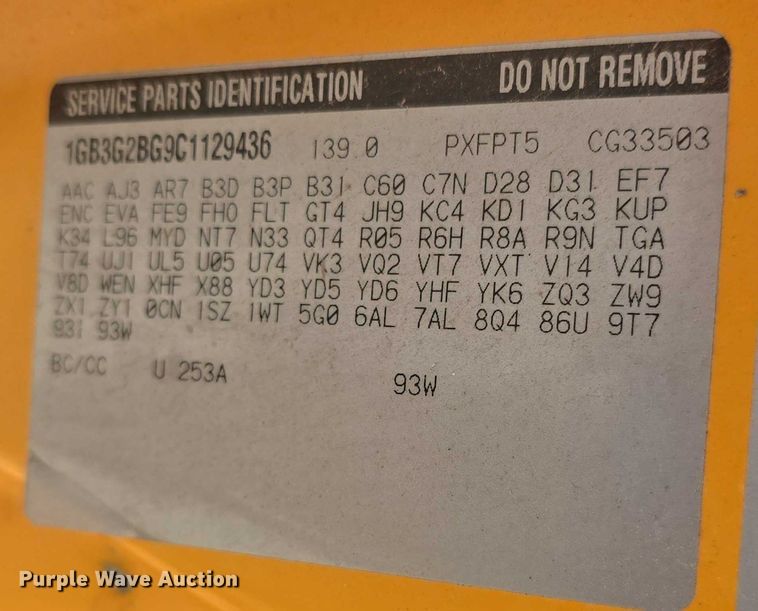 SERVICE PARTS IDENTIFICATION DO NOT REMOVE
1GB3G2BG9C1129436 139.0 PXFPT5 CG33503
AAC AJ3 AR7 B3D B3P B31 C60 C7N D28 D31 EF7
ENC EVA FE9 FH0 FLT GT4 JH9 KC4 KD1 KG3 KUP
K34 L96 MYD NT7 N33 QT4 R05 R6H R8A R9N TGA
T74 UJ1 UL5 U05 U74 VK3 VQ2 VT7 VXT V14 V4D
V8D WEN XHF X88 YD3 YD5 YD6 YHF YK6 ZQ3 ZW9
ZX1 ZY1 0CN 1SZ 1WT 5G0 6AL 7AL 8Q4 86U 9T7
931 93W
BC/CC U 253A 93W
Purple Wave Auction